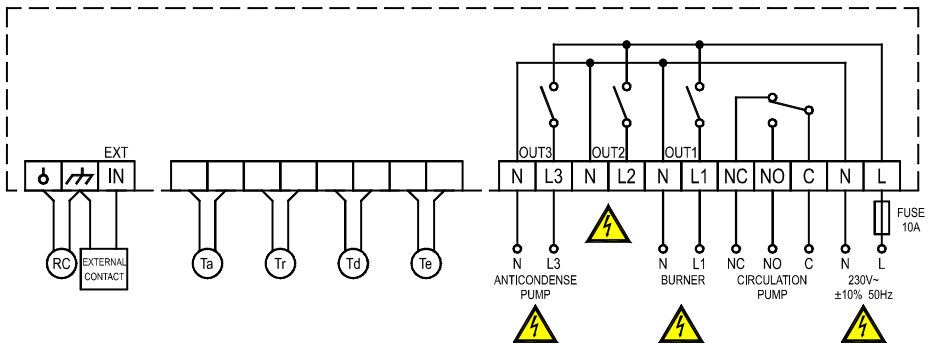 EXT
OUT3 OUT2 OUT1
IN
N L3 N L2 N L1 NC NO C N L
FUSE
10A
RC
EXTERNAL
CONTACT
Ta Tr Td Te
N L3 N L1 NC NO C N L
ANTICONDENSE
PUMP
BURNER
CIRCULATION
PUMP
230V~
±10% 50Hz